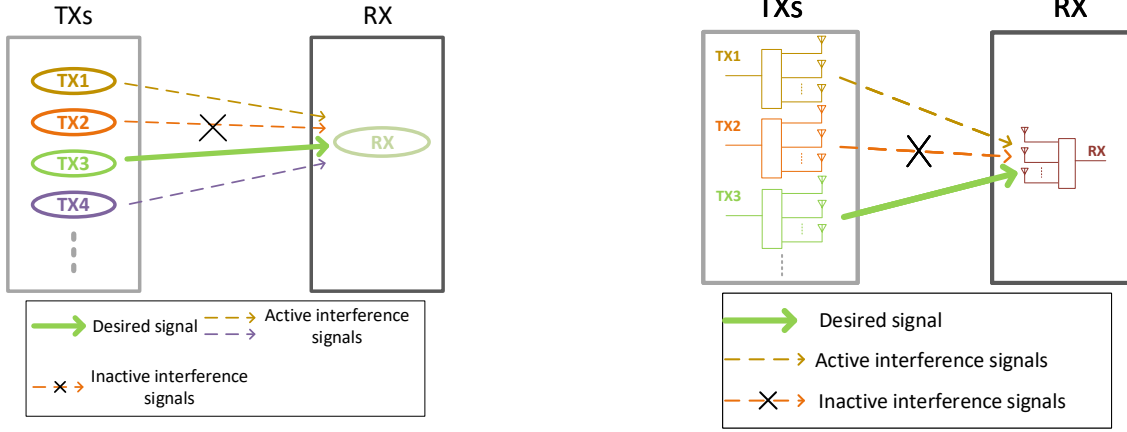 TXs
RX
TX1
TX2
TX3
TX4
RX
Desired signal
Active interference
signals
Inactive interference
signals
TXs
RX
TX1
TX2
TX3
RX
Desired signal
Active interference signals
Inactive interference signals